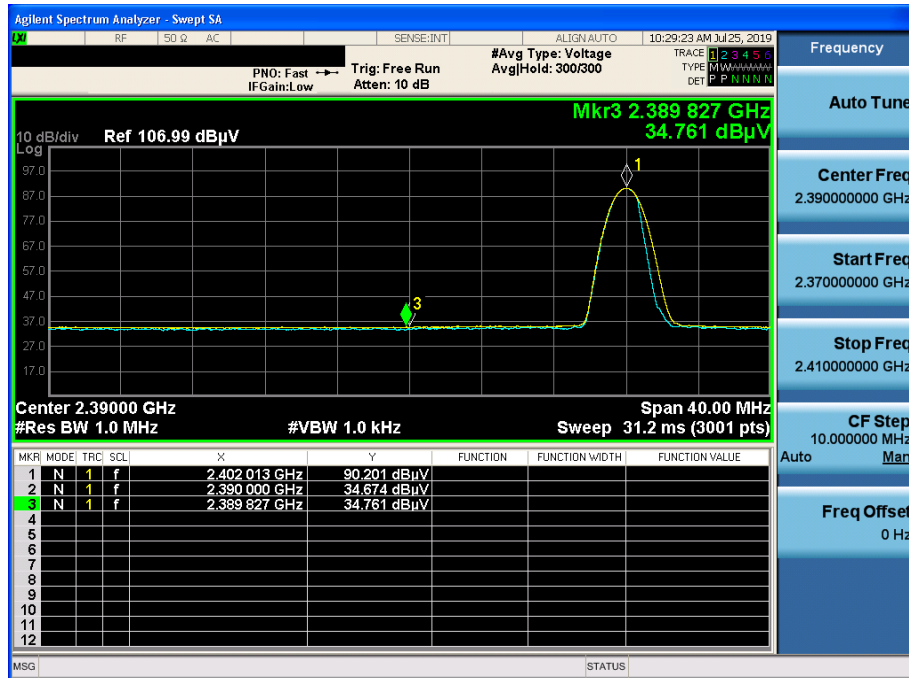 Agilent Spectrum Analyzer - Swept SA
LXI RF 50 Ω AC SENSE:INT ALIGN AUTO 10:29:23 AM Jul 25, 2019
#Avg Type: Voltage TRACE 1 2 3 4 5 6
PNO: Fast Trig: Free Run Avg|Hold: 300/300 TYPE M
IFGain:Low Atten: 10 dB DET P P N N N N
Mkr3 2.389 827 GHz
34.761 dBµV
10 dB/div Ref 106.99 dBµV
Log
97.0
87.0
77.0
67.0
57.0
47.0
37.0
27.0
17.0
1
3
Center 2.39000 GHz Span 40.00 MHz
#Res BW 1.0 MHz #VBW 1.0 kHz Sweep 31.2 ms (3001 pts)
MKR MODE TRC SCL X Y FUNCTION FUNCTION WIDTH FUNCTION VALUE
1 N 1 f 2.402 013 GHz 90.201 dBµV
2 N 1 f 2.390 000 GHz 34.674 dBµV
3 N 1 f 2.389 827 GHz 34.761 dBµV
4
5
6
7
8
9
10
11
12
MSG STATUS
Frequency
Auto Tune
Center Freq
2.390000000 GHz
Start Freq
2.370000000 GHz
Stop Freq
2.410000000 GHz
CF Step
10.000000 MHz
Auto Man
Freq Offset
0 Hz